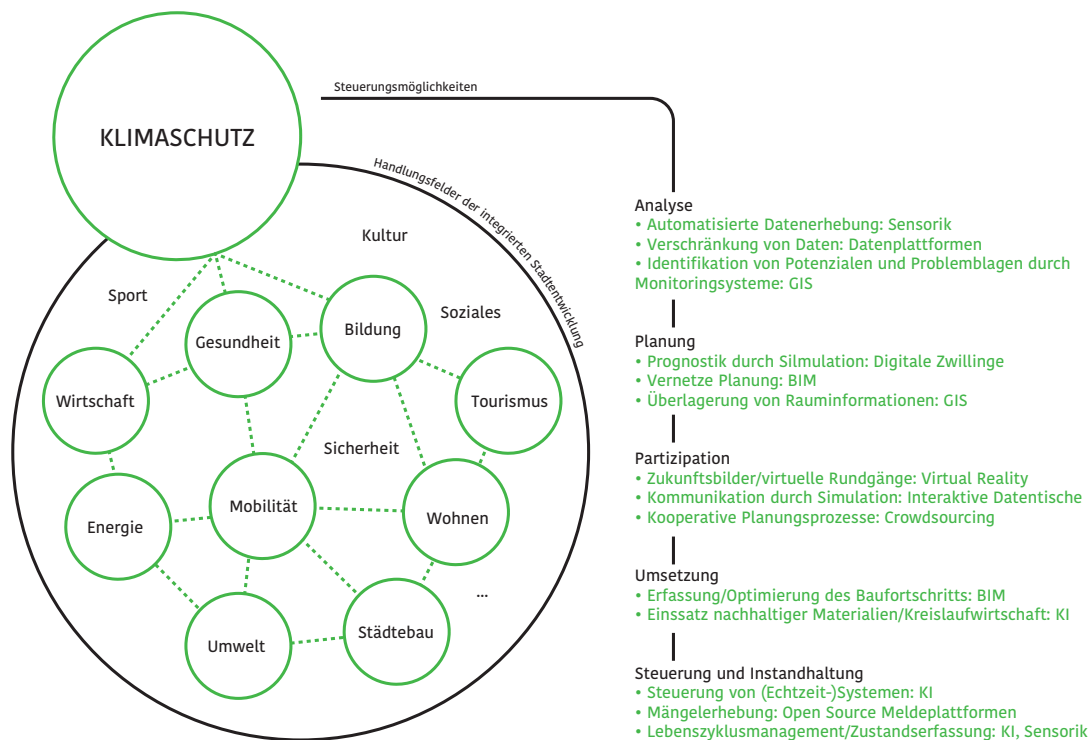 KLIMASCHUTZ
Steuerungsmöglichkeiten
Handlungsfelder der integrierten Stadtentwicklung
Kultur
Sport
Soziales
Gesundheit
Bildung
Wirtschaft
Tourismus
Sicherheit
Mobilität
Energie
Wohnen
...
Umwelt
Städtebau
Analyse
• Automatisierte Datenerhebung: Sensorik
• Verschränkung von Daten: Datenplattformen
• Identifikation von Potenzialen und Problemblagen durch
Monitoringsysteme: GIS
Planung
• Prognostik durch Silmulation: Digitale Zwillinge
• Vernetze Planung: BIM
• Überlagerung von Rauminformationen: GIS
Partizipation
• Zukunftsbilder/virtuelle Rundgänge: Virtual Reality
• Kommunikation durch Simulation: Interaktive Datentische
• Kooperative Planungsprozesse: Crowdsourcing
Umsetzung
• Erfassung/Optimierung des Baufortschritts: BIM
• Einssatz nachhaltiger Materialien/Kreislaufwirtschaft: KI
Steuerung und Instandhaltung
• Steuerung von (Echtzeit-)Systemen: KI
• Mängelerhebung: Open Source Meldeplattformen
• Lebenszyklusmanagement/Zustandserfassung: KI, Sensorik